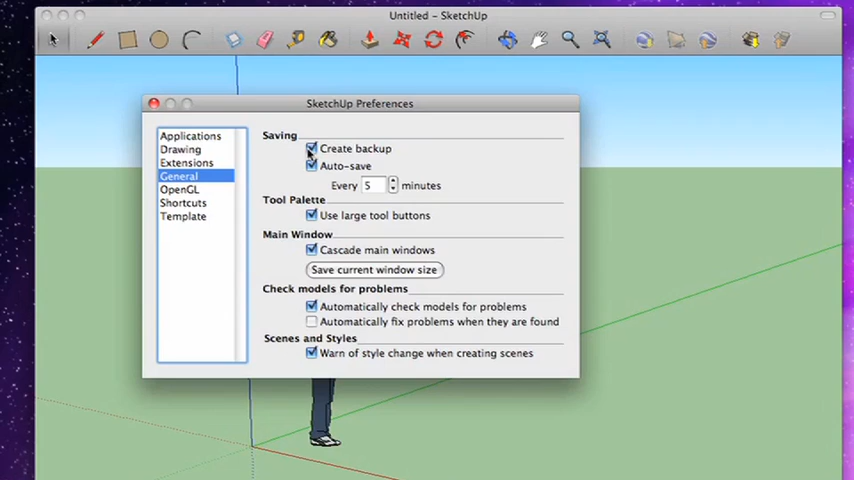 Untitled - SketchUp
SketchUp Preferences
Applications
Drawing
Extensions
General
OpenGL
Shortcuts
Template
Saving
Create backup
Auto-save
Every 5 minutes
Tool Palette
Use large tool buttons
Main Window
Cascade main windows
Save current window size
Check models for problems
Automatically check models for problems
Automatically fix problems when they are found
Scenes and Styles
Warn of style change when creating scenes